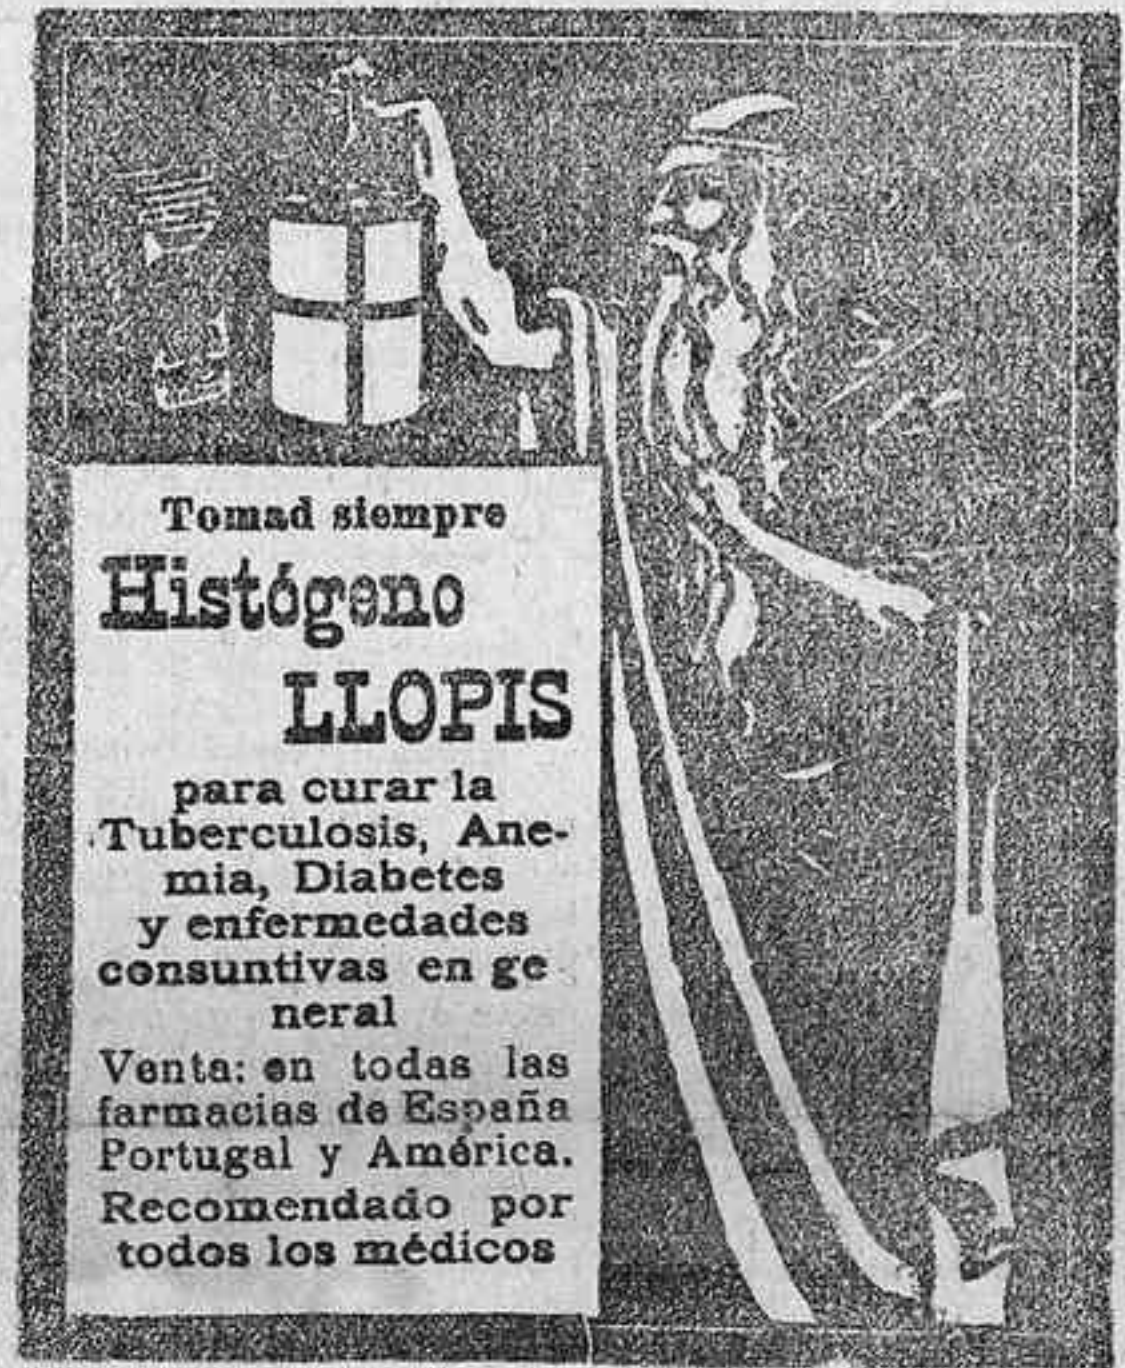 Tomad siempre
Histógeno
LLOPIS
para curar la
Tuberculosis, Ane-
mia, Diabetes
y enfermedades
consuntivas en ge
neral
Venta: en todas las
farmacias de España
Portugal y América.
Recomendado por
todos los médicos